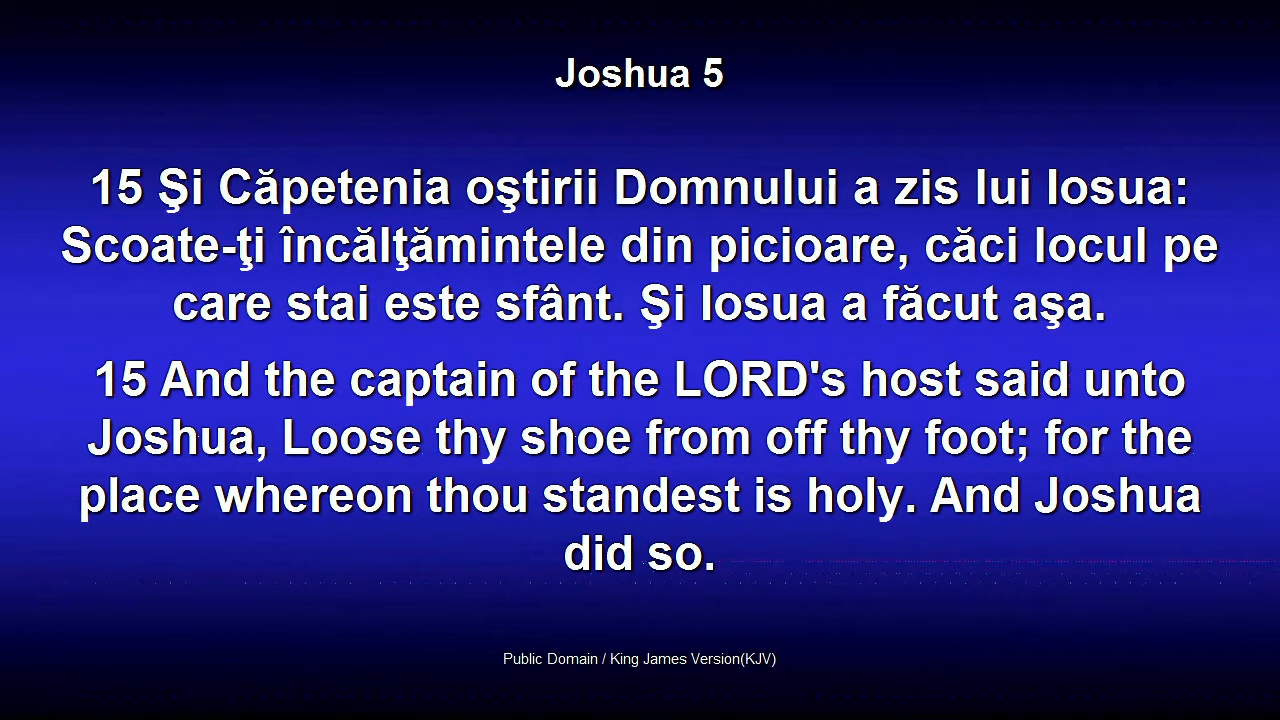 Joshua 5
15 Şi Căpetenia oştirii Domnului a zis lui Iosua:
Scoate-ţi încălţămintele din picioare, căci locul pe
care stai este sfânt. Şi Iosua a făcut aşa.
15 And the captain of the LORD's host said unto
Joshua, Loose thy shoe from off thy foot; for the
place whereon thou standest is holy. And Joshua
did so.
Public Domain / King James Version(KJV)